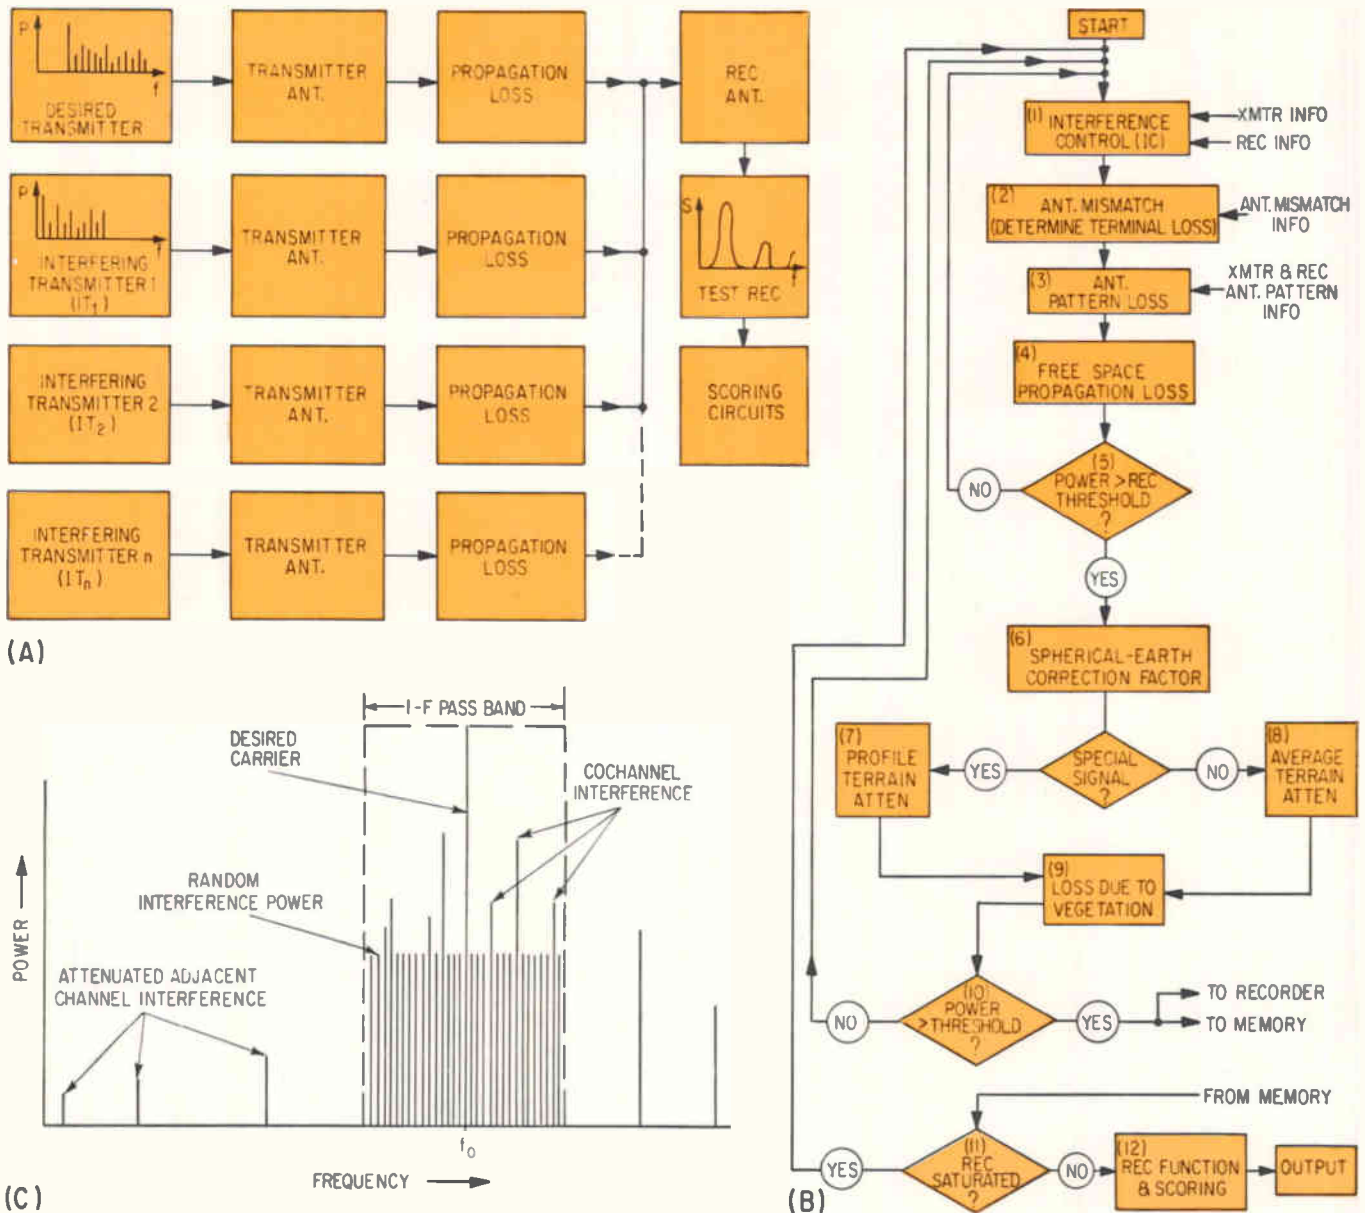 P
f
DESIRED
TRANSMITTER
TRANSMITTER
ANT.
PROPAGATION
LOSS
REC
ANT.
P
f
INTERFERING
TRANSMITTER 1
(IT₁)
TRANSMITTER
ANT.
PROPAGATION
LOSS
S
f
TEST REC
INTERFERING
TRANSMITTER 2
(IT₂)
TRANSMITTER
ANT.
PROPAGATION
LOSS
SCORING
CIRCUITS
INTERFERING
TRANSMITTER n
(ITₙ)
TRANSMITTER
ANT.
PROPAGATION
LOSS
(A)
START
(1) INTERFERENCE
CONTROL (IC)
XMTR INFO
REC INFO
(2) ANT. MISMATCH
(DETERMINE TERMINAL LOSS)
ANT. MISMATCH
INFO
(3) ANT.
PATTERN LOSS
XMTR & REC
ANT. PATTERN
INFO
(4) FREE SPACE
PROPAGATION LOSS
(5)
POWER > REC
THRESHOLD
?
NO
YES
(6)
SPHERICAL-EARTH
CORRECTION FACTOR
SPECIAL
SIGNAL
?
YES
NO
(7)
PROFILE
TERRAIN
ATTEN
(8)
AVERAGE
TERRAIN
ATTEN
(9)
LOSS DUE TO
VEGETATION
(10)
POWER
>THRESHOLD
?
NO
YES
TO RECORDER
TO MEMORY
FROM MEMORY
(11)
REC
SATURATED
?
YES
NO
(12)
REC FUNCTION
& SCORING
OUTPUT
(B)
I-F PASS BAND
DESIRED
CARRIER
COCHANNEL
INTERFERENCE
RANDOM
INTERFERENCE POWER
ATTENUATED ADJACENT
CHANNEL INTERFERENCE
POWER
f₀
FREQUENCY
(C)